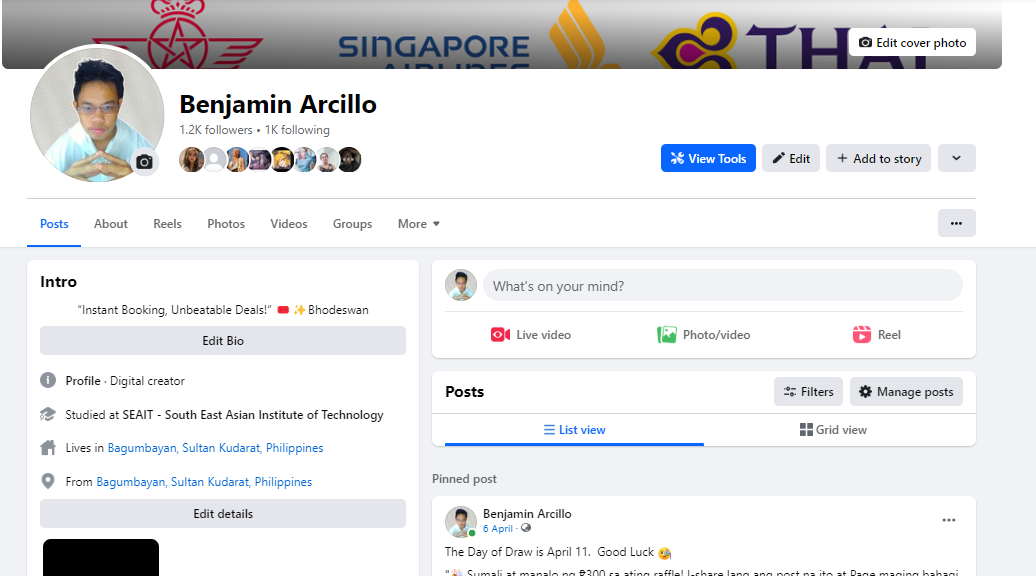 SINGAPORE
AIRLINES
THAI
Edit cover photo
Benjamin Arcillo
1.2K followers • 1K following
View Tools
Edit
+ Add to story
Posts
About
Reels
Photos
Videos
Groups
More
Intro
“Instant Booking, Unbeatable Deals!” 🎟️ ✨Bhodeswan
Edit Bio
Profile · Digital creator
Studied at SEAIT - South East Asian Institute of Technology
Lives in Bagumbayan, Sultan Kudarat, Philippines
From Bagumbayan, Sultan Kudarat, Philippines
Edit details
What's on your mind?
Live video
Photo/video
Reel
Posts
Filters
Manage posts
List view
Grid view
Pinned post
Benjamin Arcillo
6 April ·
The Day of Draw is April 11. Good Luck 🤑
"🎉 Sumali at manalo ng ₱300 sa ating raffle! I-share lang ang post na ito at Page maging bahagi